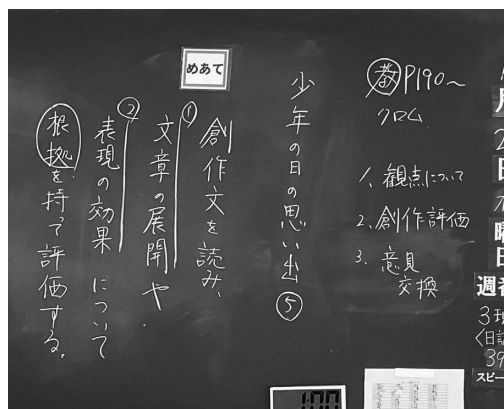 教P190〜
クロム
1、観点について
2、創作評価
3、意見
交換
少年の日の思い出⑤
めあて
創作文を読み、
①文章の展開や
②表現の効果について
根拠を持って評価する。
曜
日
週番
スピー